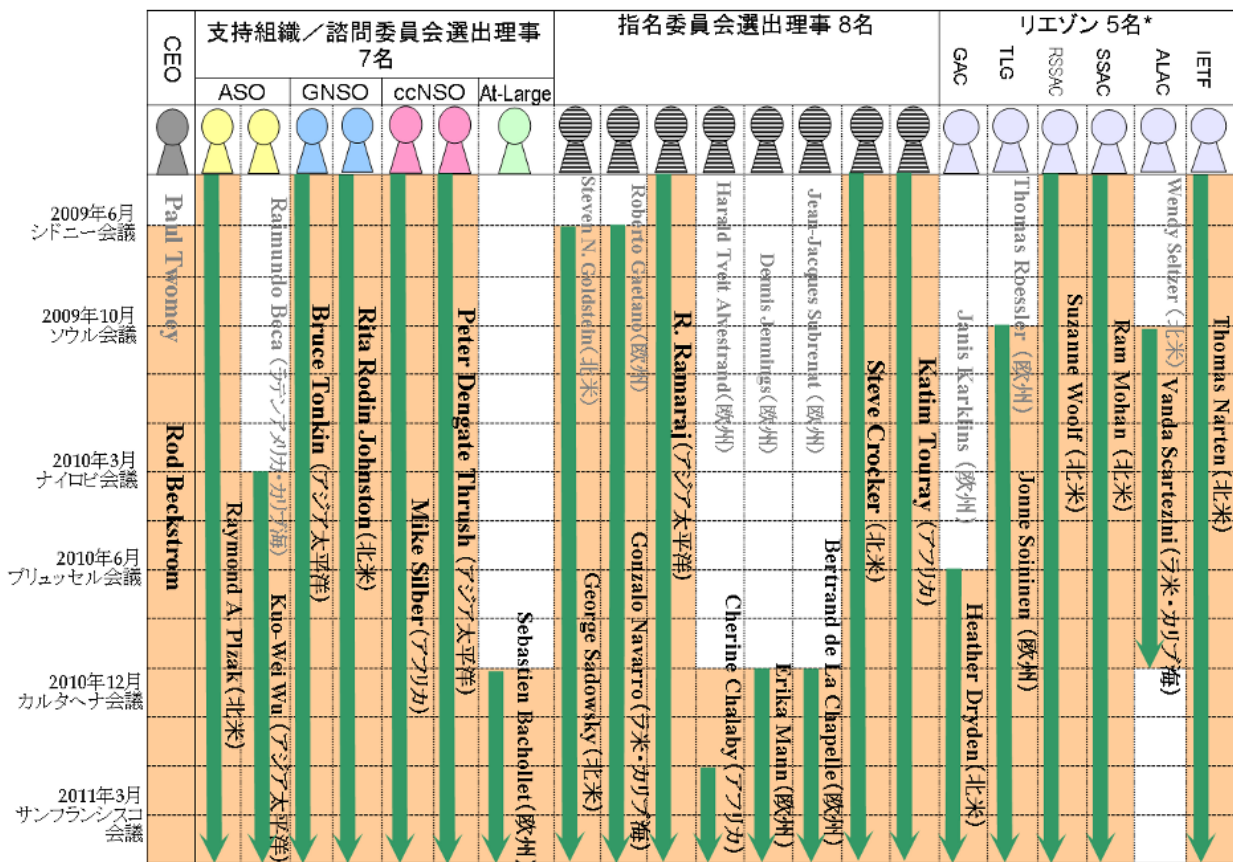 CEO
支持組織／諮問委員会選出理事
7名
指名委員会選出理事 8名
リエゾン 5名*
ASO
GNSO
ccNSO
At-Large
GAC
TLG
RSSAC
SSAC
ALAC
IETF
2009年6月
シドニー会議
2009年10月
ソウル会議
2010年3月
ナイロビ会議
2010年6月
ブリュッセル会議
2010年12月
カルタヘナ会議
2011年3月
サンフランシスコ
会議
Paul Twomey
Rod Beckstrom
Raymond A. Plzak (北米)
Raimundo Beca (ラテンアメリカ・カリブ海)
Kuo-Wei Wu (アジア太平洋)
Bruce Tonkin (アジア太平洋)
Rita Rodin Johnston (北米)
Mike Silber (アフリカ)
Peter Dengate Thrush (アジア太平洋)
Sebastien Bachollet (欧州)
Steven N. Goldstein (北米)
George Sadowsky (北米)
Roberto Gaetano (欧州)
Gonzalo Navarro (ラ米・カリブ海)
R. Ramaraj (アジア太平洋)
Harald Tveit Alvestrand (欧州)
Cherine Chalaby (アフリカ)
Dennis Jennings (欧州)
Erika Mann (欧州)
Jean-Jacques Subrenat (欧州)
Bertrand de La Chapelle (欧州)
Steve Crocker (北米)
Katim Touray (アフリカ)
Janis Karklins (欧州)
Heather Dryden (北米)
Thomas Roessler (欧州)
Jonne Soininen (欧州)
Suzanne Woolf (北米)
Ram Mohan (北米)
Wendy Seltzer (北米)
Vanda Scartezini (ラ米・カリブ海)
Thomas Narten (北米)